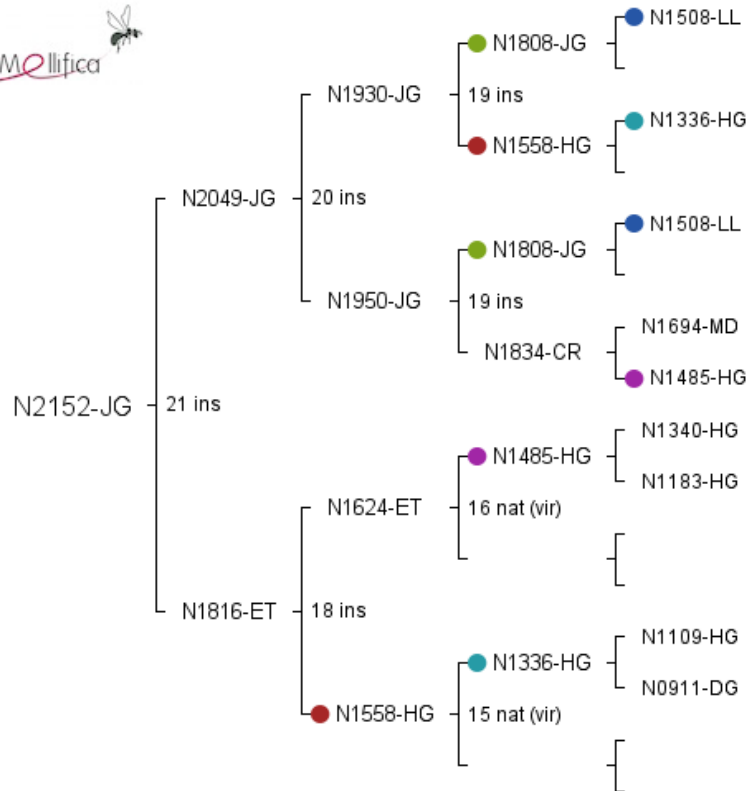 N1508-LL
Mellifica
N1808-JG
N1930-JG
19 ins
N1336-HG
N1558-HG
N2049-JG
20 ins
N1508-LL
N1808-JG
N1950-JG
19 ins
N1694-MD
N1834-CR
N1485-HG
N2152-JG
21 ins
N1340-HG
N1485-HG
N1183-HG
N1624-ET
16 nat (vir)
N1816-ET
18 ins
N1109-HG
N1336-HG
N0911-DG
N1558-HG
15 nat (vir)